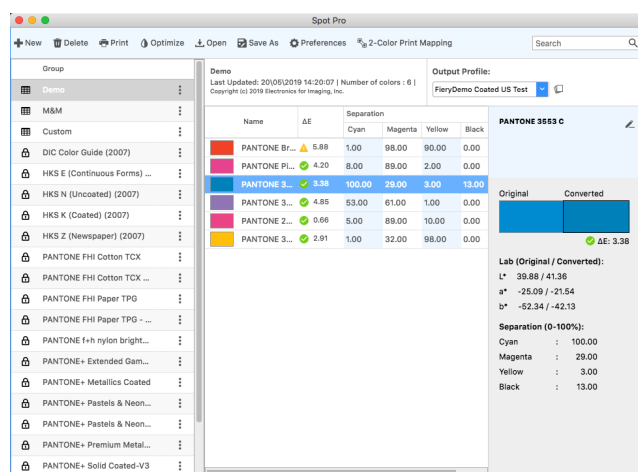 Spot Pro
New Delete Print Optimize Open Save As Preferences 2-Color Print Mapping Search
Group
Demo
M&M
Custom
DIC Color Guide (2007)
HKS E (Continuous Forms) ...
HKS N (Uncoated) (2007)
HKS K (Coated) (2007)
HKS Z (Newspaper) (2007)
PANTONE FHI Cotton TCX
PANTONE FHI Cotton TCX ...
PANTONE FHI Paper TPG
PANTONE FHI Paper TPG - ...
PANTONE f+h nylon bright...
PANTONE+ Extended Gam...
PANTONE+ Metallics Coated
PANTONE+ Pastels & Neon...
PANTONE+ Pastels & Neon...
PANTONE+ Premium Metal...
PANTONE+ Solid Coated-V3
Demo
Last Updated: 20\05\2019 14:20:07 | Number of colors : 6 |
Copyright (c) 2019 Electronics for Imaging, Inc.
Output Profile:
FieryDemo Coated US Test
Name ΔE Separation
Cyan Magenta Yellow Black
PANTONE Br... 5.88 1.00 98.00 90.00 0.00
PANTONE Pi... 4.20 8.00 89.00 2.00 0.00
PANTONE 3... 3.38 100.00 29.00 3.00 13.00
PANTONE 3... 4.85 53.00 61.00 1.00 0.00
PANTONE 2... 0.66 5.00 89.00 10.00 0.00
PANTONE 3... 2.91 1.00 32.00 98.00 0.00
PANTONE 3553 C
Original Converted
ΔE: 3.38
Lab (Original / Converted):
L* 39.88 / 41.36
a* -25.09 / -21.54
b* -52.34 / -42.13
Separation (0-100%):
Cyan : 100.00
Magenta : 29.00
Yellow : 3.00
Black : 13.00